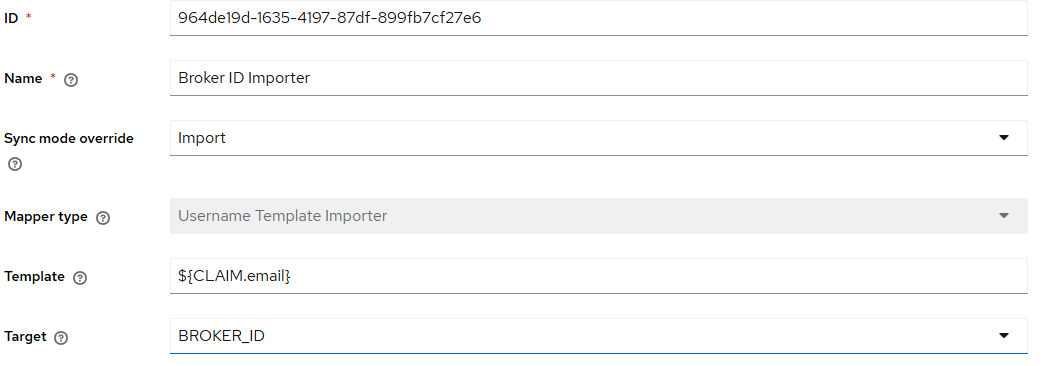 ID * 964de19d-1635-4197-87df-899fb7cf27e6
Name * Broker ID Importer
Sync mode override Import
Mapper type Username Template Importer
Template ${CLAIM.email}
Target BROKER_ID